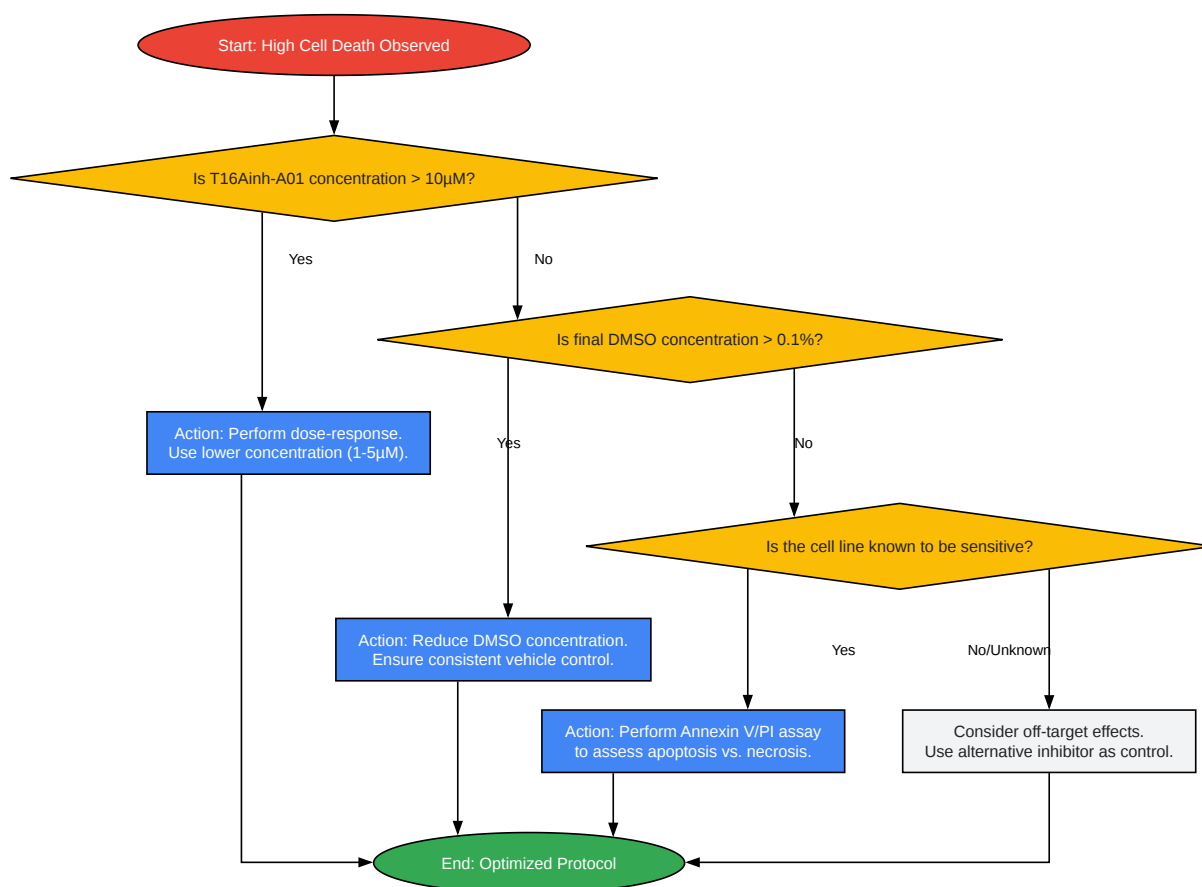 Start: High Cell Death Observed
Is T16Ainh-A01 concentration > 10µM?
Yes
No
Is final DMSO concentration > 0.1%?
Action: Perform dose-response.
Use lower concentration (1-5µM).
Yes
No
Is the cell line known to be sensitive?
Action: Reduce DMSO concentration.
Ensure consistent vehicle control.
Yes
No/Unknown
Action: Perform Annexin V/PI assay
to assess apoptosis vs. necrosis.
Consider off-target effects.
Use alternative inhibitor as control.
End: Optimized Protocol